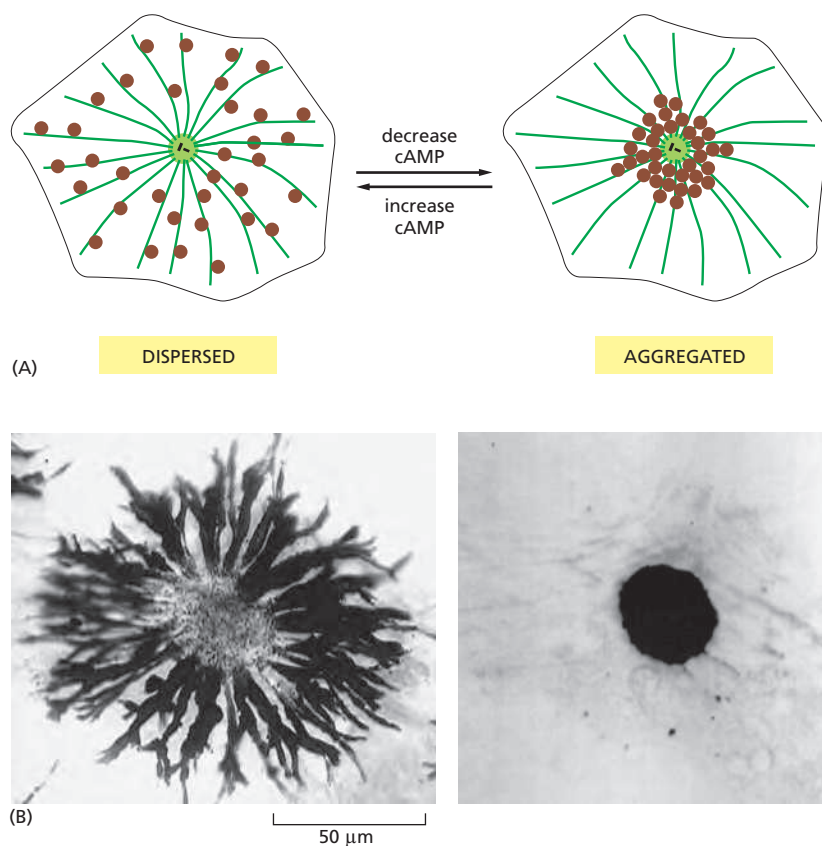 decrease
cAMP
increase
cAMP
DISPERSED
AGGREGATED
(A)
(B)
50 μm